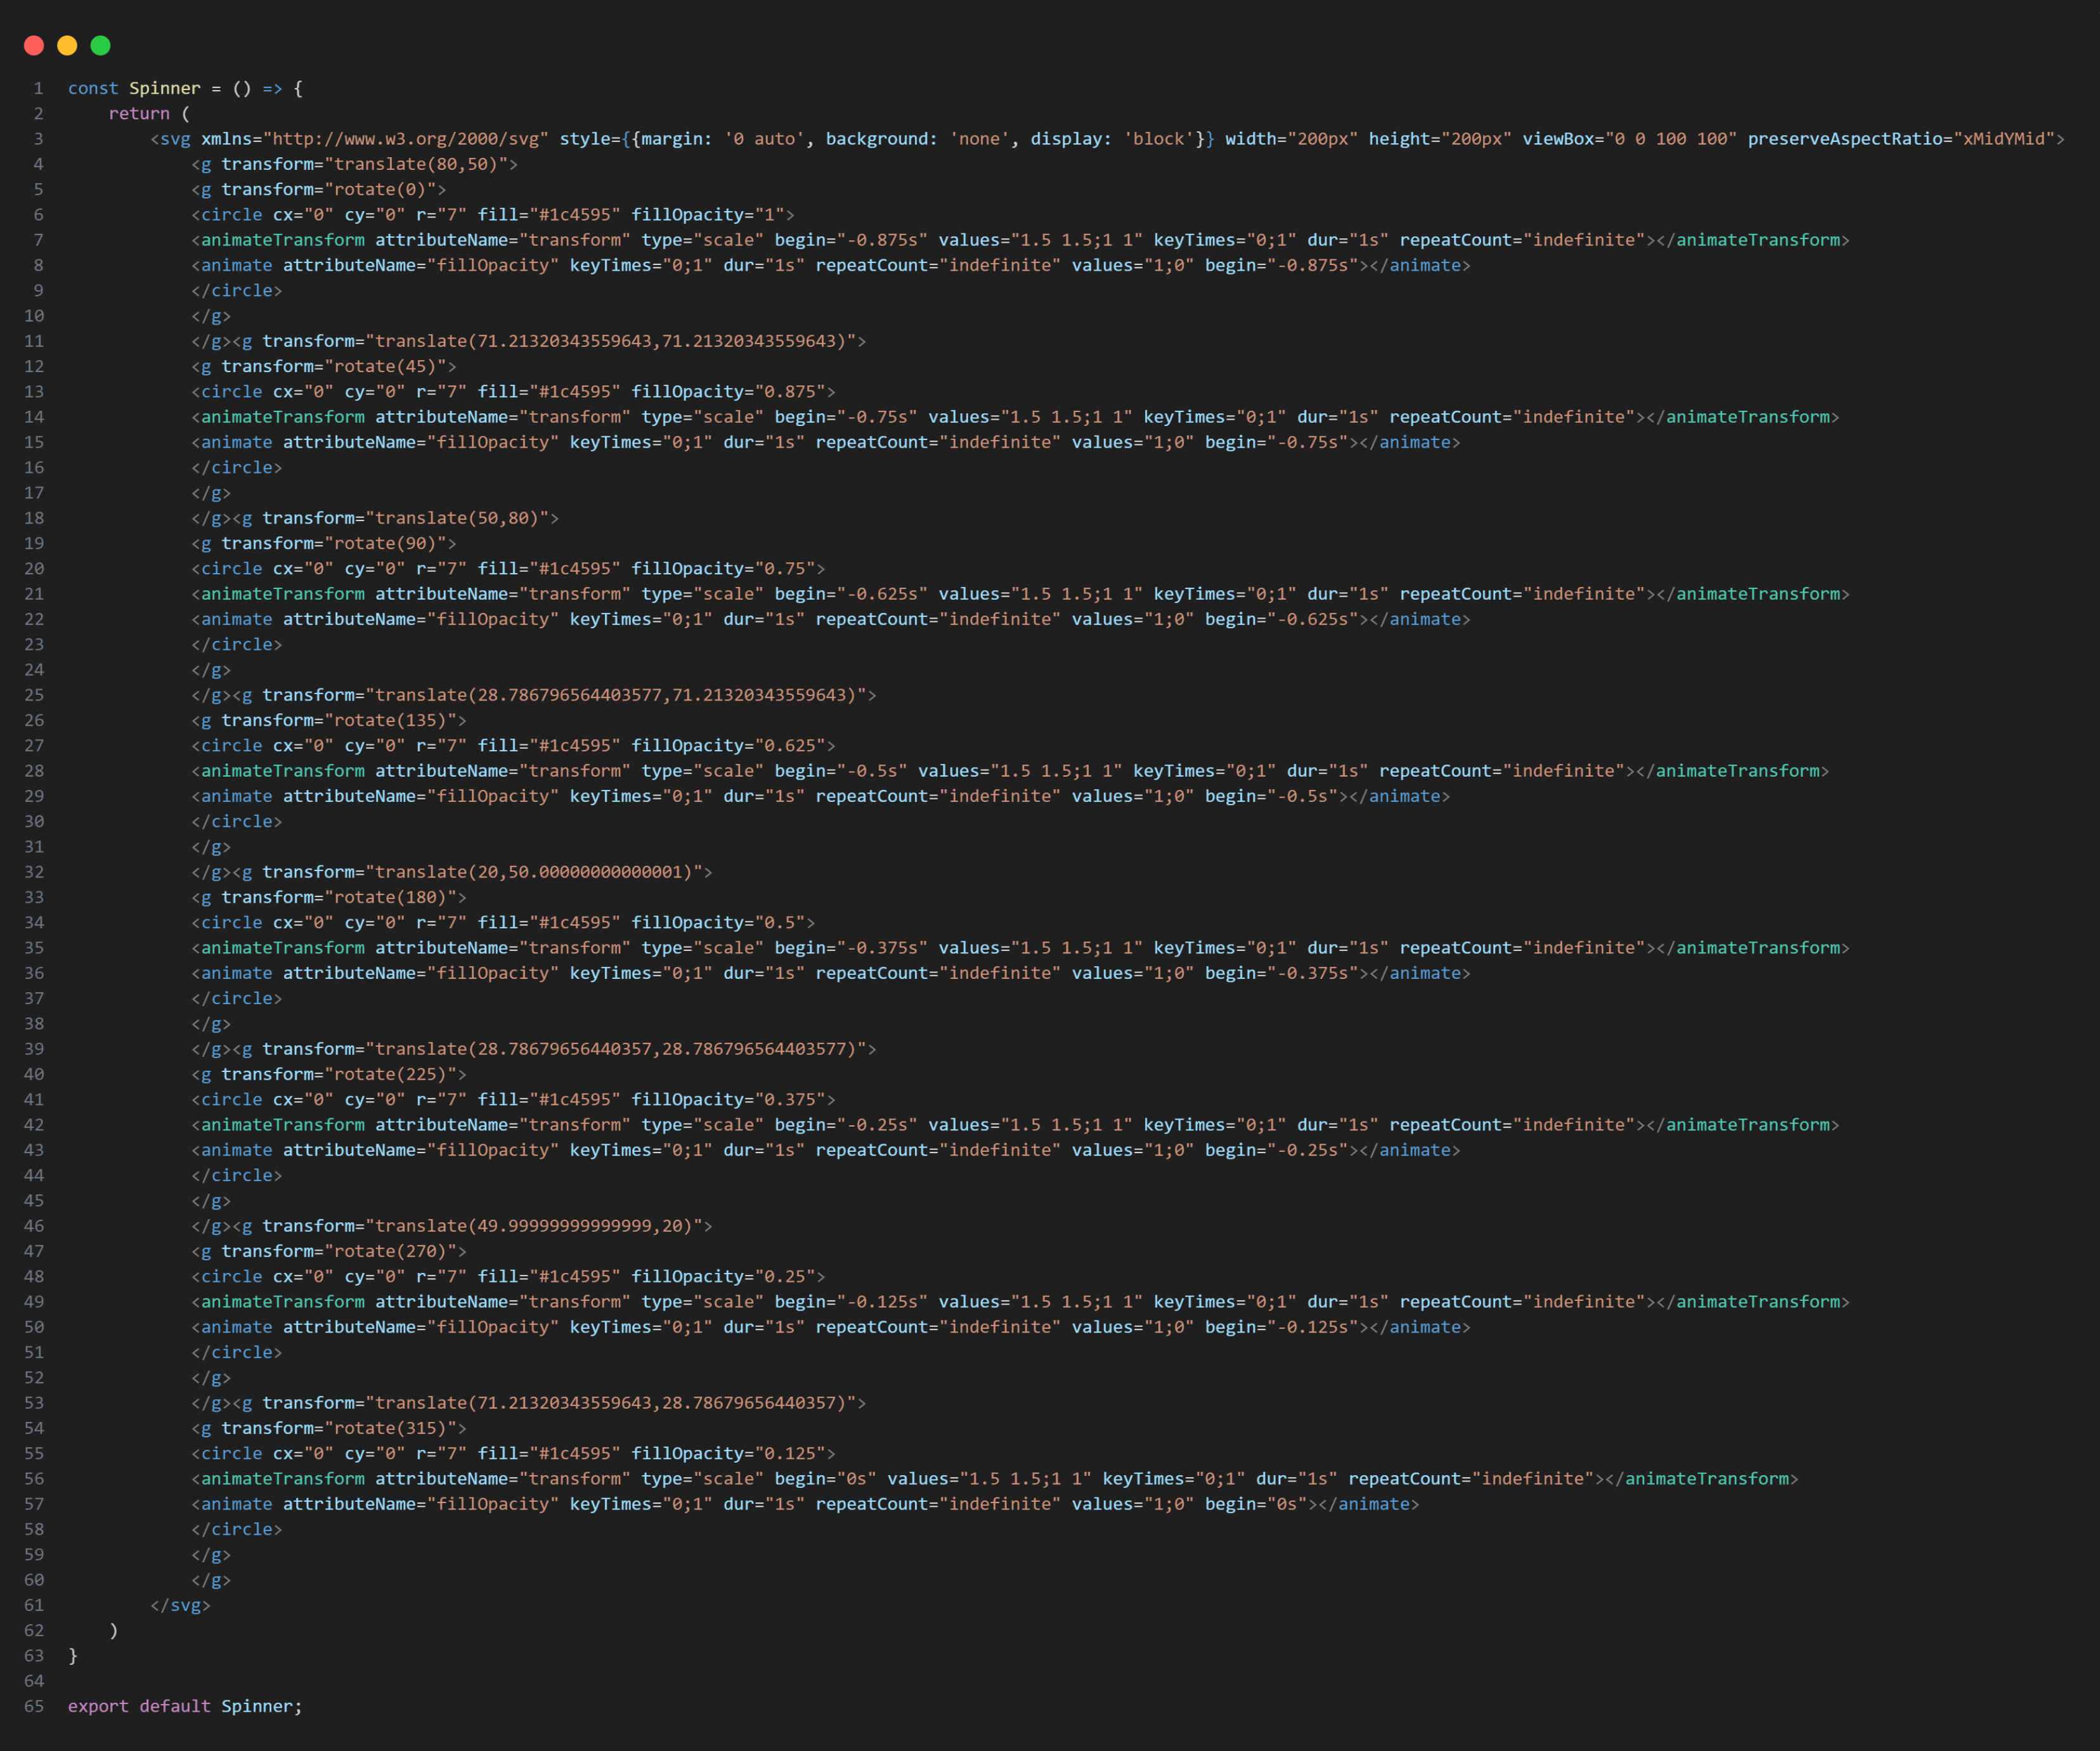 1 const Spinner = () => {
2 return (
3 <svg xmlns="http://www.w3.org/2000/svg" style={{margin: '0 auto', background: 'none', display: 'block'}} width="200px" height="200px" viewBox="0 0 100 100" preserveAspectRatio="xMidYMid">
4 <g transform="translate(80,50)">
5 <g transform="rotate(0)">
6 <circle cx="0" cy="0" r="7" fill="#1c4595" fillOpacity="1">
7 <animateTransform attributeName="transform" type="scale" begin="-0.875s" values="1.5 1.5;1 1" keyTimes="0;1" dur="1s" repeatCount="indefinite"></animateTransform>
8 <animate attributeName="fillOpacity" keyTimes="0;1" dur="1s" repeatCount="indefinite" values="1;0" begin="-0.875s"></animate>
9 </circle>
10 </g>
11 </g><g transform="translate(71.21320343559643,71.21320343559643)">
12 <g transform="rotate(45)">
13 <circle cx="0" cy="0" r="7" fill="#1c4595" fillOpacity="0.875">
14 <animateTransform attributeName="transform" type="scale" begin="-0.75s" values="1.5 1.5;1 1" keyTimes="0;1" dur="1s" repeatCount="indefinite"></animateTransform>
15 <animate attributeName="fillOpacity" keyTimes="0;1" dur="1s" repeatCount="indefinite" values="1;0" begin="-0.75s"></animate>
16 </circle>
17 </g>
18 </g><g transform="translate(50,80)">
19 <g transform="rotate(90)">
20 <circle cx="0" cy="0" r="7" fill="#1c4595" fillOpacity="0.75">
21 <animateTransform attributeName="transform" type="scale" begin="-0.625s" values="1.5 1.5;1 1" keyTimes="0;1" dur="1s" repeatCount="indefinite"></animateTransform>
22 <animate attributeName="fillOpacity" keyTimes="0;1" dur="1s" repeatCount="indefinite" values="1;0" begin="-0.625s"></animate>
23 </circle>
24 </g>
25 </g><g transform="translate(28.786796564403577,71.21320343559643)">
26 <g transform="rotate(135)">
27 <circle cx="0" cy="0" r="7" fill="#1c4595" fillOpacity="0.625">
28 <animateTransform attributeName="transform" type="scale" begin="-0.5s" values="1.5 1.5;1 1" keyTimes="0;1" dur="1s" repeatCount="indefinite"></animateTransform>
29 <animate attributeName="fillOpacity" keyTimes="0;1" dur="1s" repeatCount="indefinite" values="1;0" begin="-0.5s"></animate>
30 </circle>
31 </g>
32 </g><g transform="translate(20,50.00000000000001)">
33 <g transform="rotate(180)">
34 <circle cx="0" cy="0" r="7" fill="#1c4595" fillOpacity="0.5">
35 <animateTransform attributeName="transform" type="scale" begin="-0.375s" values="1.5 1.5;1 1" keyTimes="0;1" dur="1s" repeatCount="indefinite"></animateTransform>
36 <animate attributeName="fillOpacity" keyTimes="0;1" dur="1s" repeatCount="indefinite" values="1;0" begin="-0.375s"></animate>
37 </circle>
38 </g>
39 </g><g transform="translate(28.78679656440357,28.786796564403577)">
40 <g transform="rotate(225)">
41 <circle cx="0" cy="0" r="7" fill="#1c4595" fillOpacity="0.375">
42 <animateTransform attributeName="transform" type="scale" begin="-0.25s" values="1.5 1.5;1 1" keyTimes="0;1" dur="1s" repeatCount="indefinite"></animateTransform>
43 <animate attributeName="fillOpacity" keyTimes="0;1" dur="1s" repeatCount="indefinite" values="1;0" begin="-0.25s"></animate>
44 </circle>
45 </g>
46 </g><g transform="translate(49.99999999999999,20)">
47 <g transform="rotate(270)">
48 <circle cx="0" cy="0" r="7" fill="#1c4595" fillOpacity="0.25">
49 <animateTransform attributeName="transform" type="scale" begin="-0.125s" values="1.5 1.5;1 1" keyTimes="0;1" dur="1s" repeatCount="indefinite"></animateTransform>
50 <animate attributeName="fillOpacity" keyTimes="0;1" dur="1s" repeatCount="indefinite" values="1;0" begin="-0.125s"></animate>
51 </circle>
52 </g>
53 </g><g transform="translate(71.21320343559643,28.78679656440357)">
54 <g transform="rotate(315)">
55 <circle cx="0" cy="0" r="7" fill="#1c4595" fillOpacity="0.125">
56 <animateTransform attributeName="transform" type="scale" begin="0s" values="1.5 1.5;1 1" keyTimes="0;1" dur="1s" repeatCount="indefinite"></animateTransform>
57 <animate attributeName="fillOpacity" keyTimes="0;1" dur="1s" repeatCount="indefinite" values="1;0" begin="0s"></animate>
58 </circle>
59 </g>
60 </g>
61 </svg>
62 )
63 }
64
65 export default Spinner;